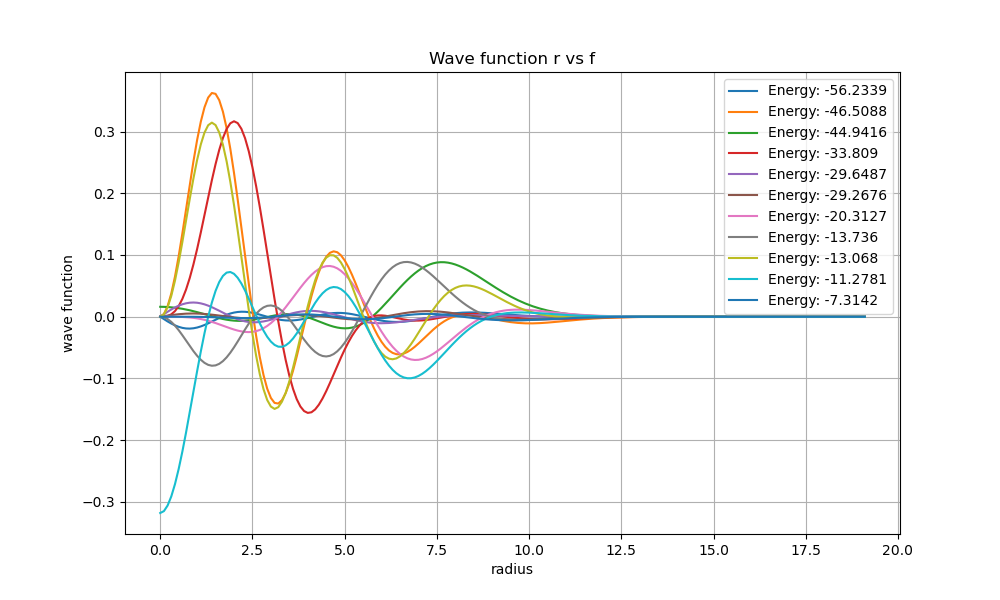 Wave function r vs f
Energy: -56.2339
Energy: -46.5088
Energy: -44.9416
Energy: -33.809
Energy: -29.6487
Energy: -29.2676
Energy: -20.3127
Energy: -13.736
Energy: -13.068
Energy: -11.2781
Energy: -7.3142
wave function
0.3
0.2
0.1
0.0
−0.1
−0.2
−0.3
0.0 2.5 5.0 7.5 10.0 12.5 15.0 17.5 20.0
radius